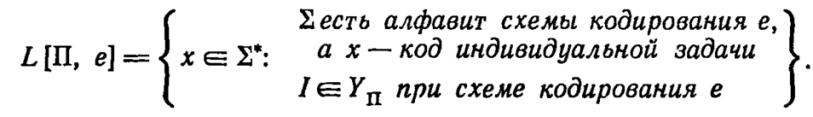 Σ есть алфавит схемы кодирования e,
L [Π, e] = { x ∈ Σ*: а x — код индивидуальной задачи }.
I ∈ Y_Π при схеме кодирования e